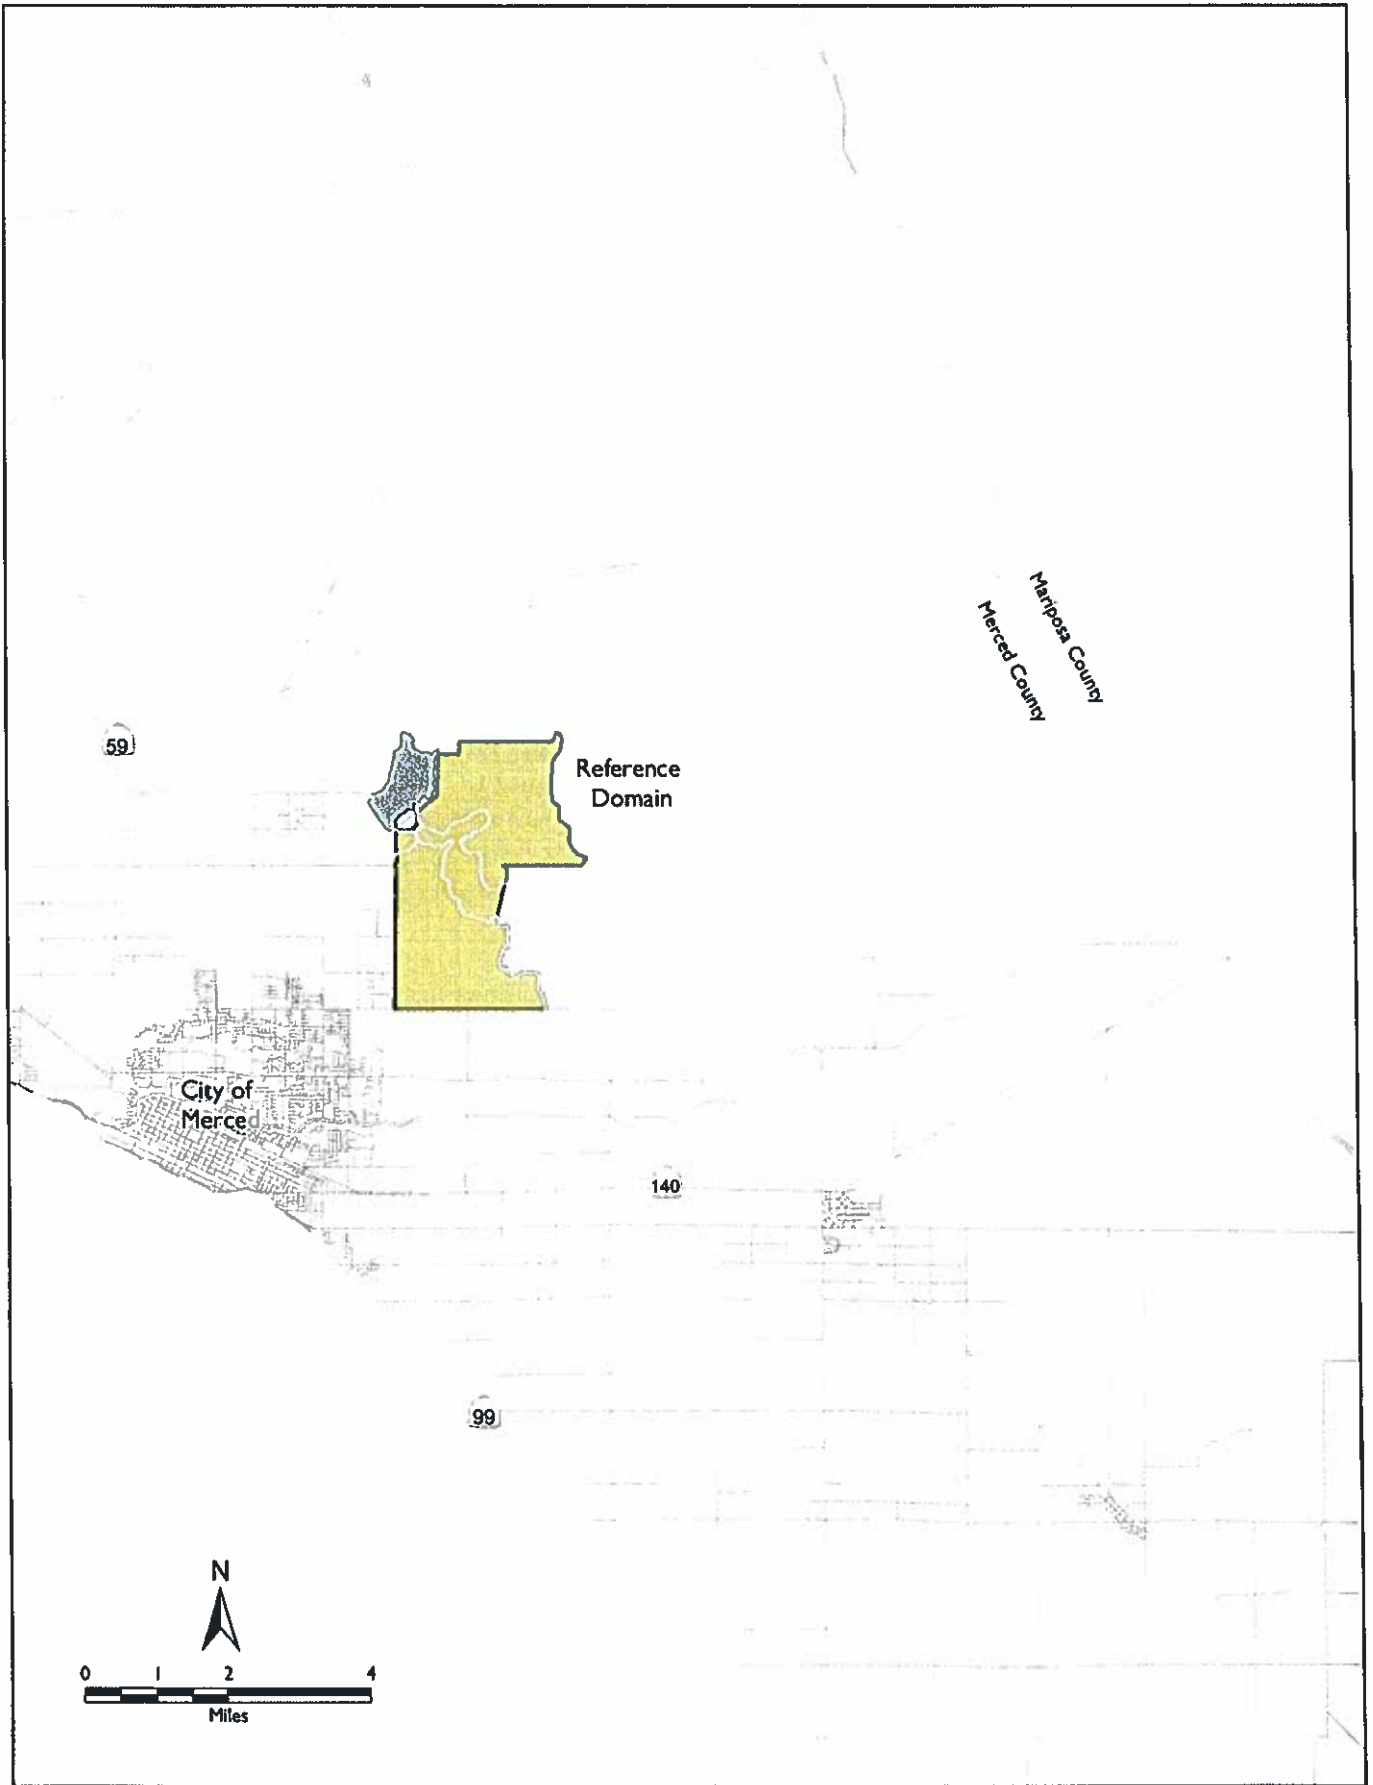 Mariposa County
Merced County
59
Reference
Domain
City of
Merced
140
99
N
0 1 2 4
Miles